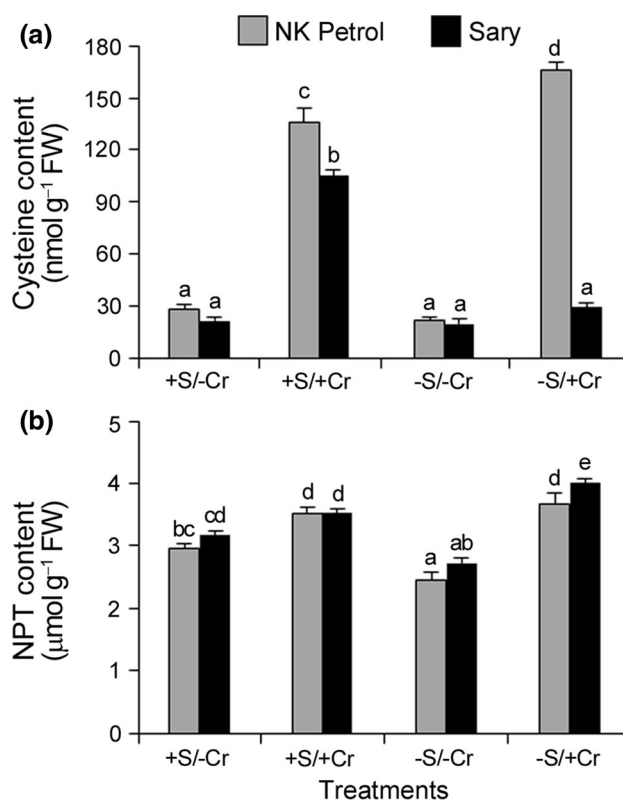 (a)
NK Petrol Sary
Cysteine content
(nmol g⁻¹ FW)
180
150
120
90
60
30
0
a a c b a a d a
+S/-Cr +S/+Cr -S/-Cr -S/+Cr
(b)
NPT content
(µmol g⁻¹ FW)
5
4
3
2
1
0
bc cd d d a ab d e
+S/-Cr +S/+Cr -S/-Cr -S/+Cr
Treatments